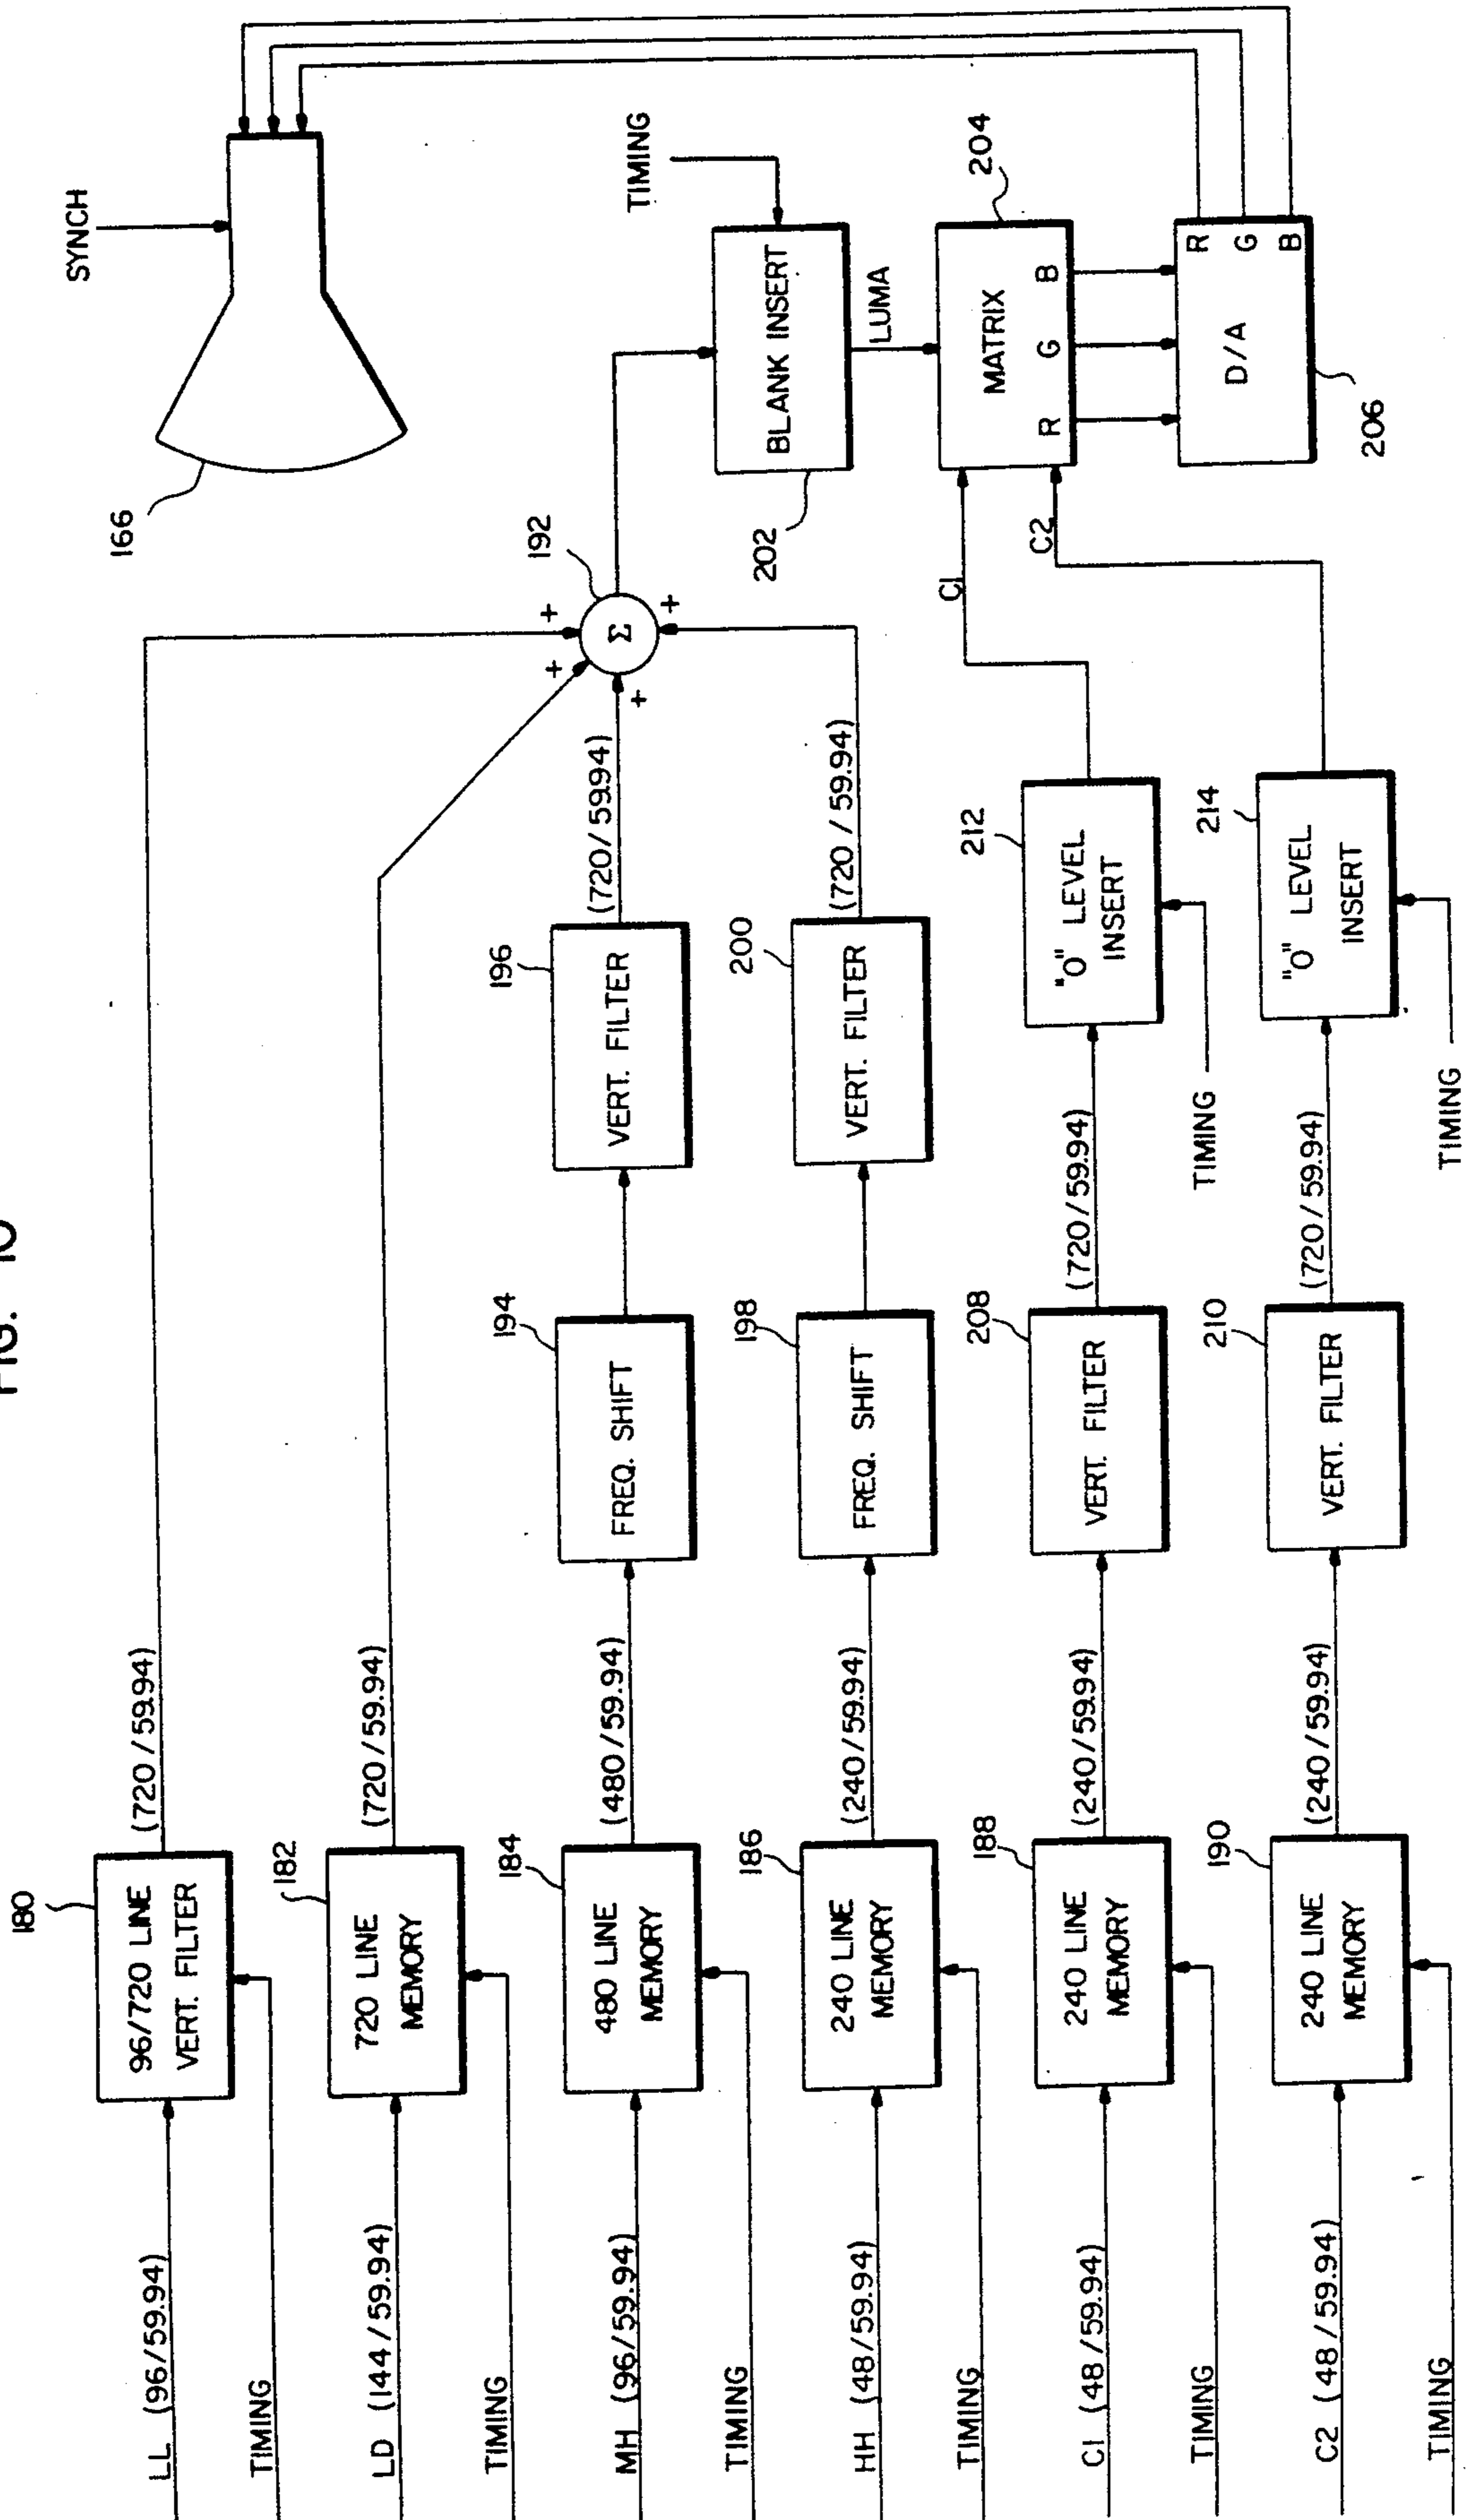 FIG.
LL (96/59.94)
TIMING
180
96/720 LINE
VERT. FILTER
(720/59.94)
LD (144/59.94)
TIMING
182
720 LINE
MEMORY
(720/59.94)
MH (96/59.94)
TIMING
184
480 LINE
MEMORY
(480/59.94)
194
FREQ. SHIFT
196
VERT. FILTER
(720/59.94)
HH (48/59.94)
TIMING
186
240 LINE
MEMORY
(240/59.94)
198
FREQ. SHIFT
200
VERT. FILTER
(720/59.94)
C1 (48/59.94)
TIMING
188
240 LINE
MEMORY
(240/59.94)
208
VERT. FILTER
(720/59.94)
212
"0" LEVEL
INSERT
TIMING
C1
C2 (48/59.94)
TIMING
190
240 LINE
MEMORY
(240/59.94)
210
VERT. FILTER
(720/59.94)
214
"0" LEVEL
INSERT
TIMING
C2
192
Σ
+
+
+
+
166
SYNCH
202
BLANK INSERT
TIMING
LUMA
204
MATRIX
R G B
206
D/A
R
G
B